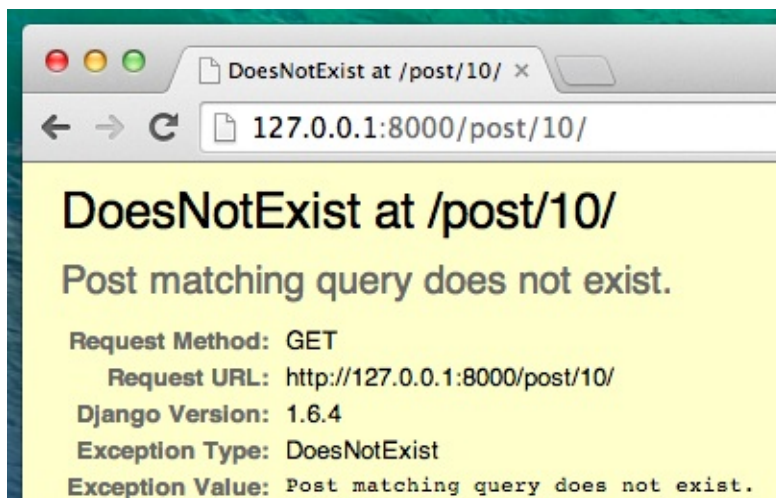 DoesNotExist at /post/10/ ×
127.0.0.1:8000/post/10/
DoesNotExist at /post/10/
Post matching query does not exist.
Request Method: GET
Request URL: http://127.0.0.1:8000/post/10/
Django Version: 1.6.4
Exception Type: DoesNotExist
Exception Value: Post matching query does not exist.